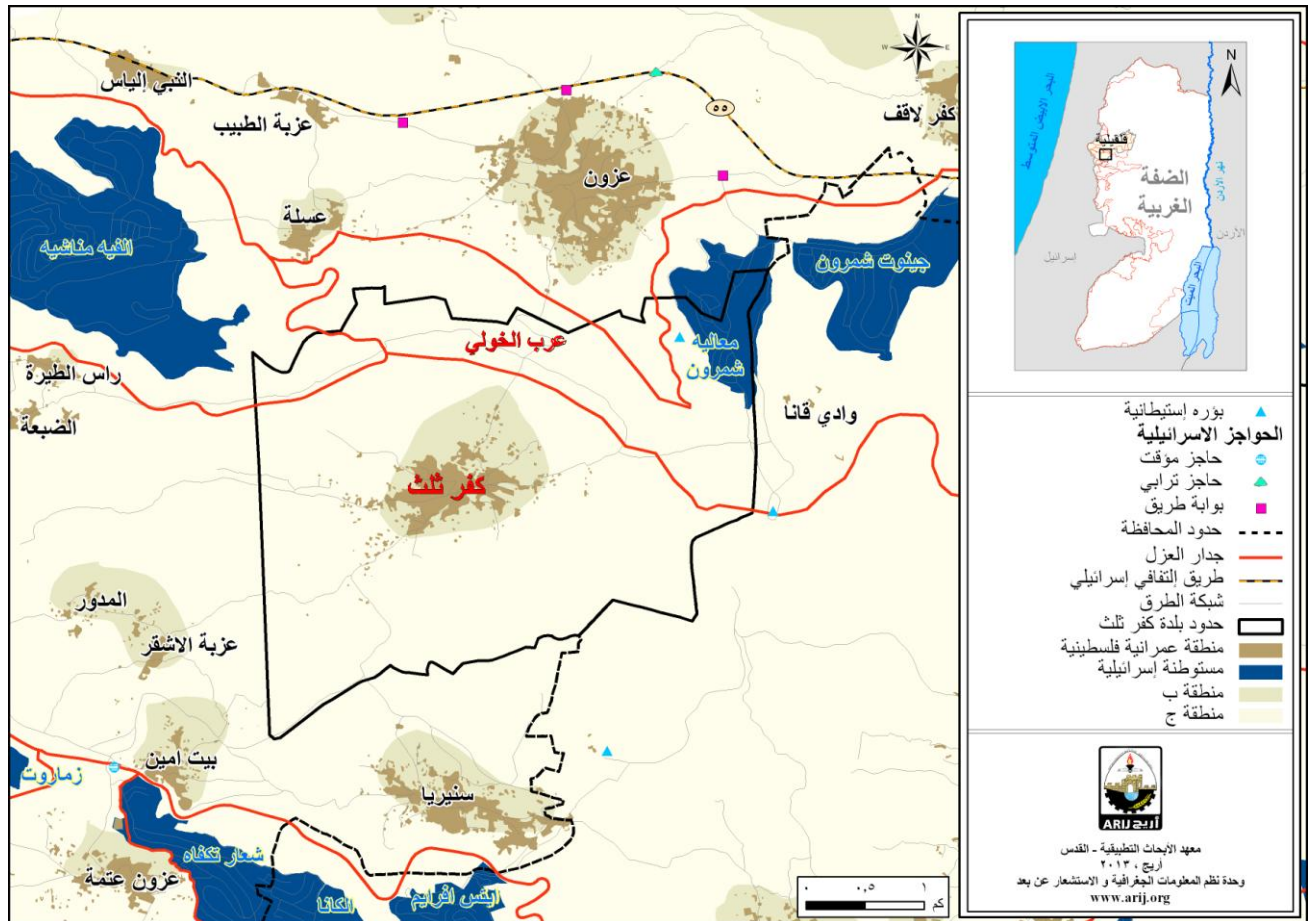 النبي إلياس
عزبة الطبيب
عزون
٥٥
كفر لاقف
عسلة
الفيه مناشيه
جينوت شمرون
عرب الخولي
معاليه
شمرون
راس الطيرة
الضبعة
وادي قانا
كفر ثلث
المدور
عزبة الاشقر
بيت امين
زماروت
سنيريا
شعار تكفاه
عزون عتمة
الكانا
ايتس افرايم
N
E
S
W
٠ ٠,٥ ١
كم
N
البحر الابيض المتوسط
قلقيلية
الضفة
الغربية
نهر الاردن
الأردن
اسرائيل
البحر الميت
بؤره إستيطانية
الحواجز الاسرائيلية
حاجز مؤقت
حاجز ترابي
بوابة طريق
حدود المحافظة
جدار العزل
طريق إلتفافي إسرائيلي
شبكة الطرق
حدود بلدة كفر ثلث
منطقة عمرانية فلسطينية
مستوطنة إسرائيلية
منطقة ب
منطقة ج
ARIJ أريج
معهد الأبحاث التطبيقية - القدس
أريج ، ٢٠١٣
وحدة نظم المعلومات الجغرافية و الاستشعار عن بعد
www.arij.org